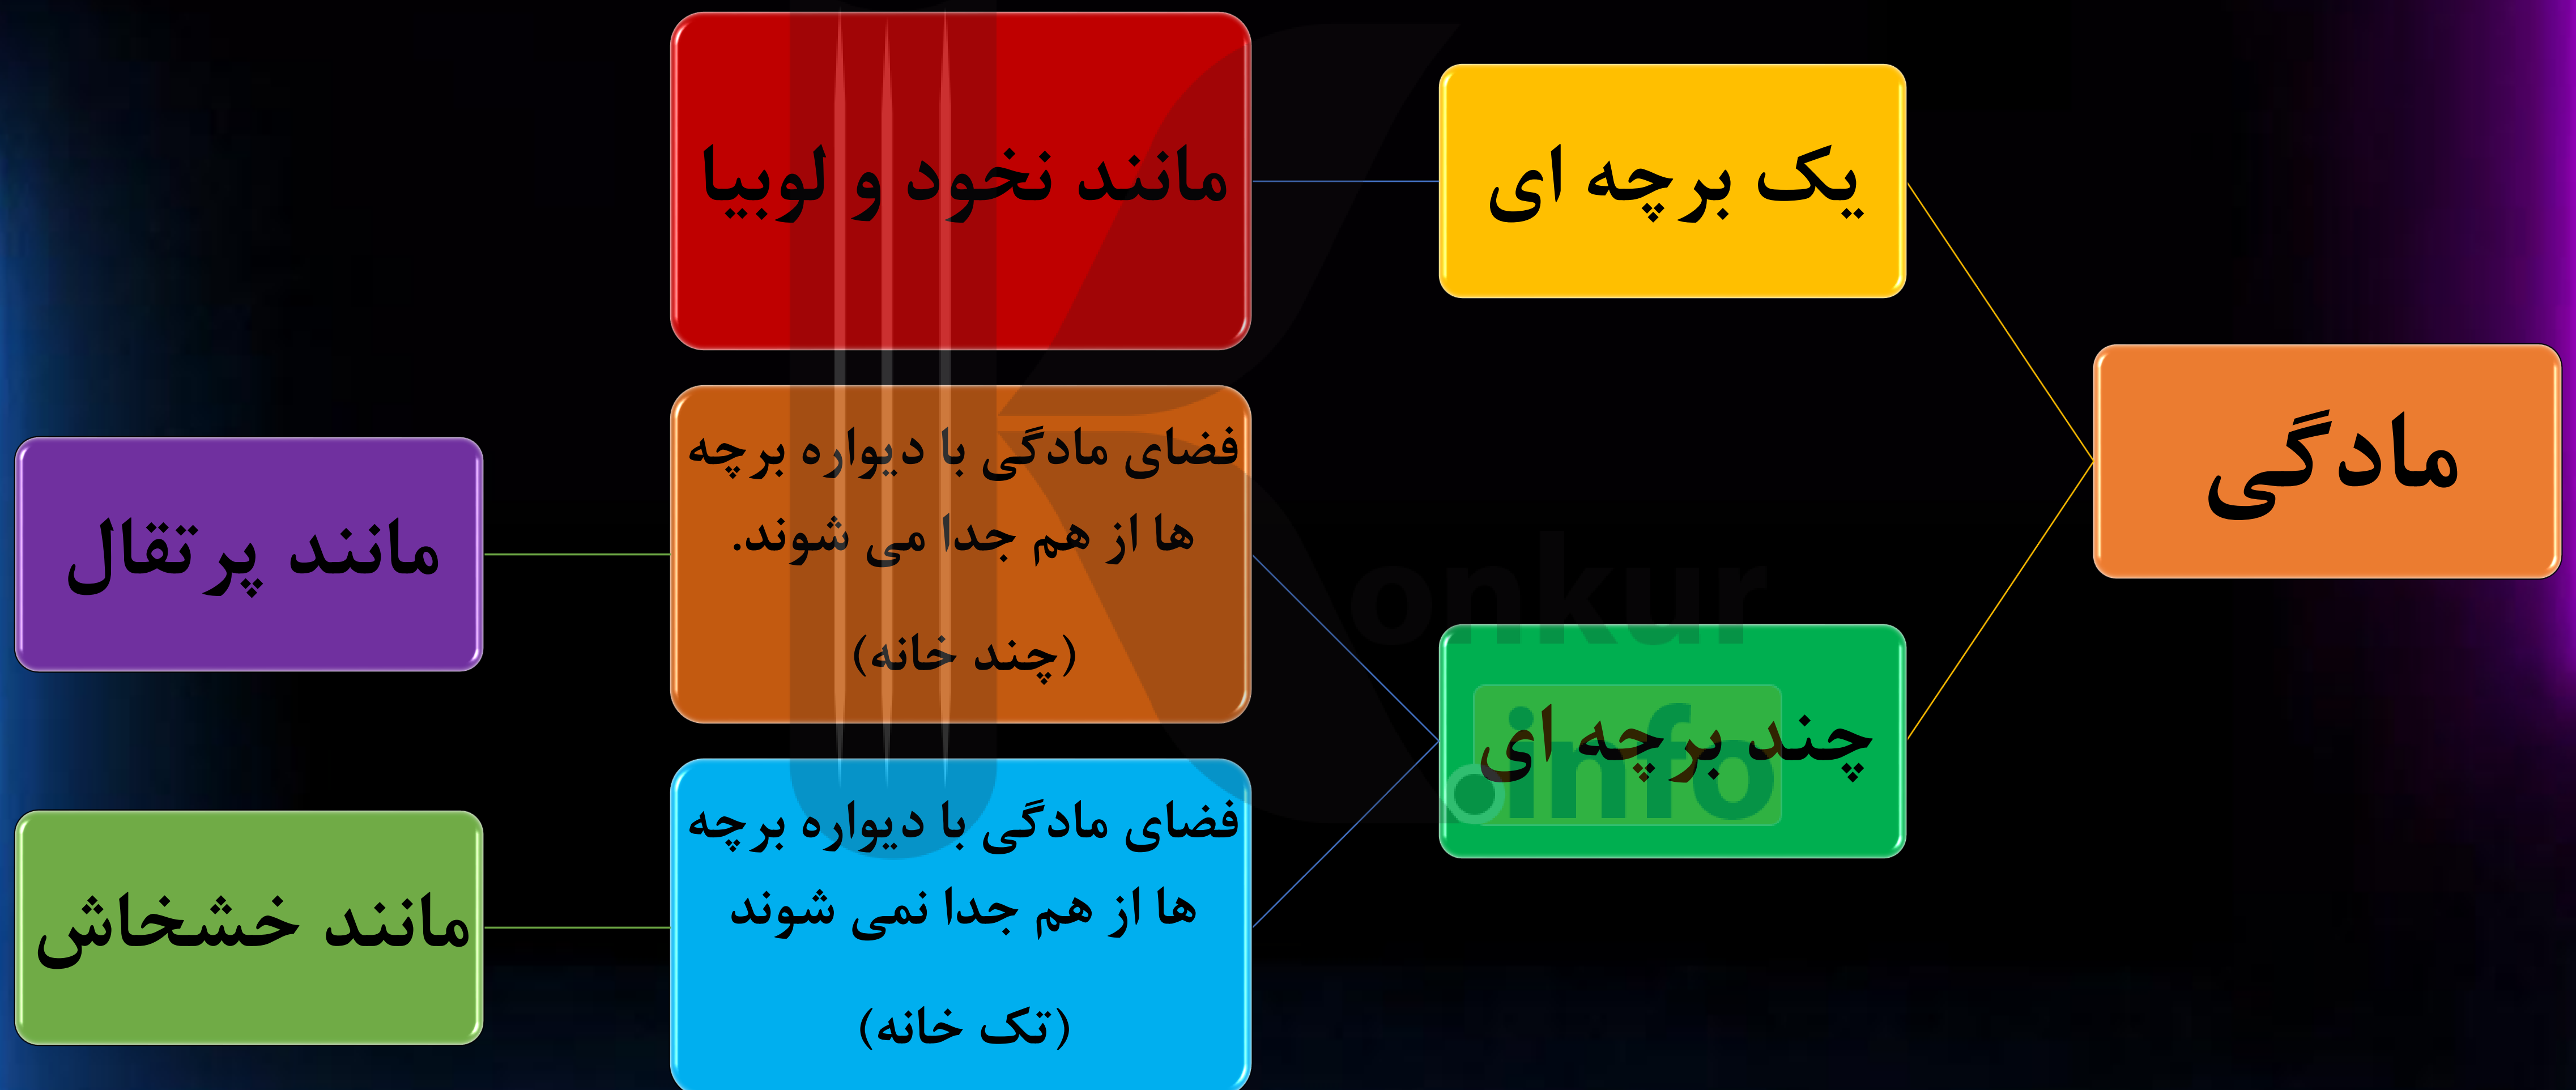 مادگی
یک برچه ای
مانند نخود و لوبیا
چند برچه ای
فضای مادگی با دیواره برچه
ها از هم جدا می شوند.
(چند خانه)
مانند پرتقال
فضای مادگی با دیواره برچه
ها از هم جدا نمی شوند
(تک خانه)
مانند خشخاش
Konkur
.info